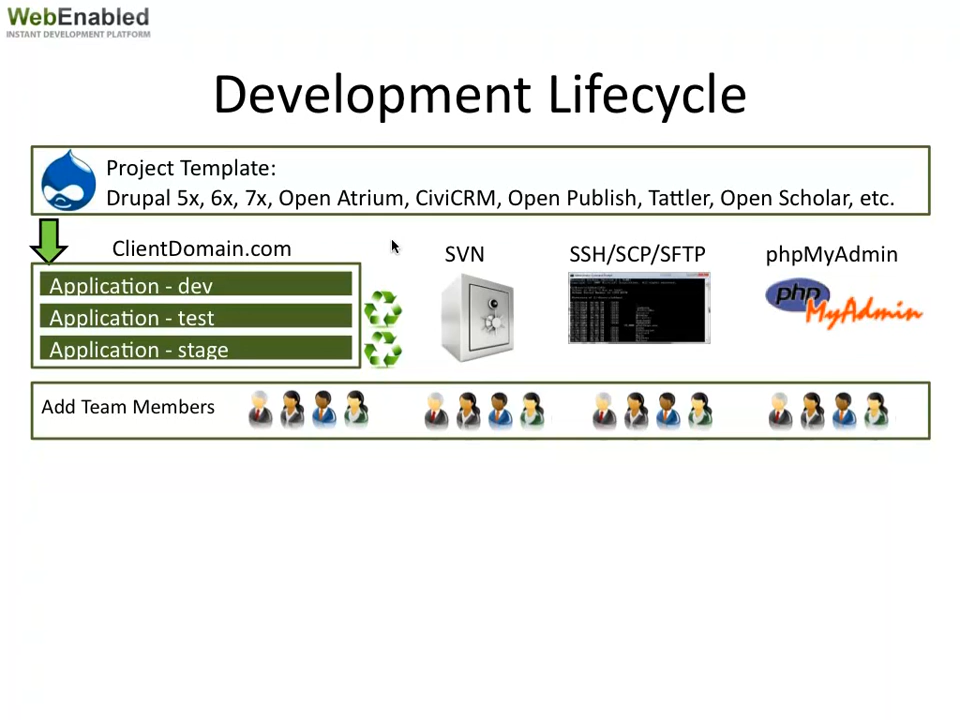 WebEnabled
INSTANT DEVELOPMENT PLATFORM
Development Lifecycle
Project Template:
Drupal 5x, 6x, 7x, Open Atrium, CiviCRM, Open Publish, Tattler, Open Scholar, etc.
ClientDomain.com
SVN
SSH/SCP/SFTP
phpMyAdmin
Application - dev
Application - test
Application - stage
php
MyAdmin
Add Team Members